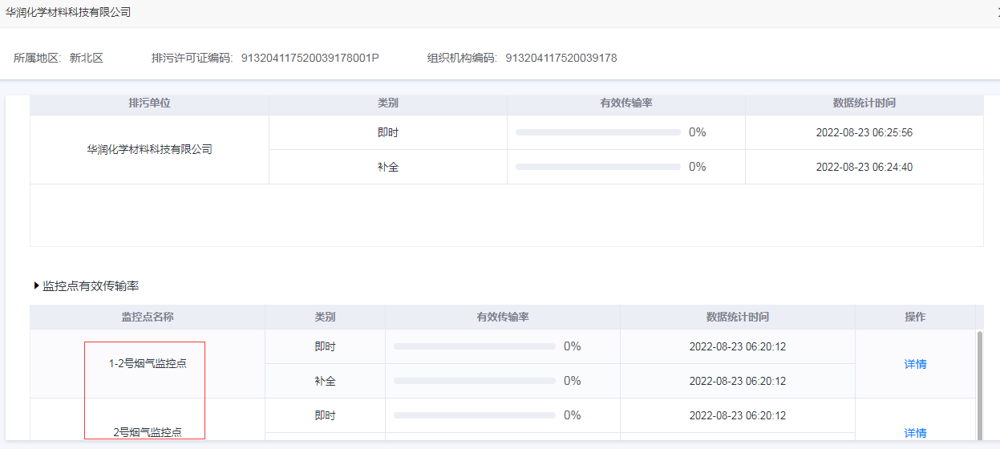 华润化学材料科技有限公司
所属地区: 新北区 排污许可证编码: 913204117520039178001P 组织机构编码: 913204117520039178
排污单位 类别 有效传输率 数据统计时间
华润化学材料科技有限公司
即时 0% 2022-08-23 06:25:56
补全 0% 2022-08-23 06:24:40
监控点有效传输率
监控点名称 类别 有效传输率 数据统计时间 操作
1-2号烟气监控点
即时 0% 2022-08-23 06:20:12
详情
补全 0% 2022-08-23 06:20:12
即时 0% 2022-08-23 06:20:12
2号烟气监控点 详情